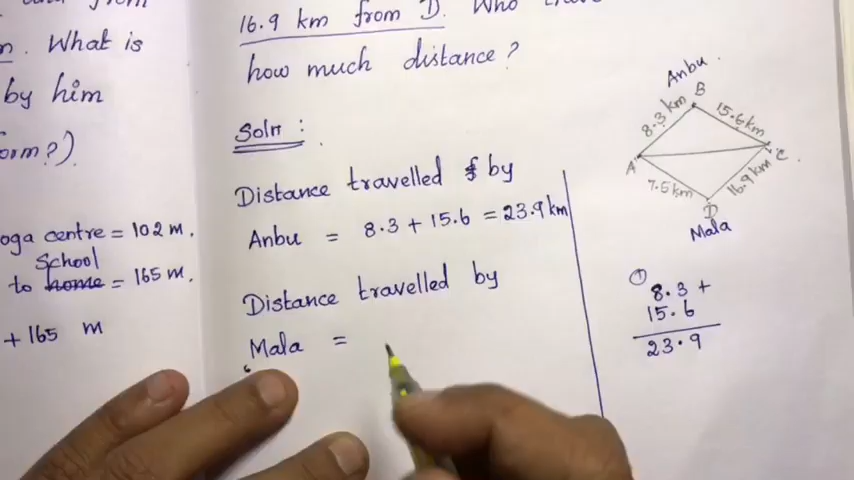 n. What is
by him
orm?).
oga centre = 102 m.
School
to home = 165 m.
+ 165 m
16.9 km from D. Who
how much distance?
Soln :
Distance travelled by
Anbu = 8.3 + 15.6 = 23.9 km
Distance travelled by
Mala =
Anbu
B
8.3 km
15.6 km
A
C
7.5 km
16.9 km
D
Mala
8.3 +
15.6
23.9